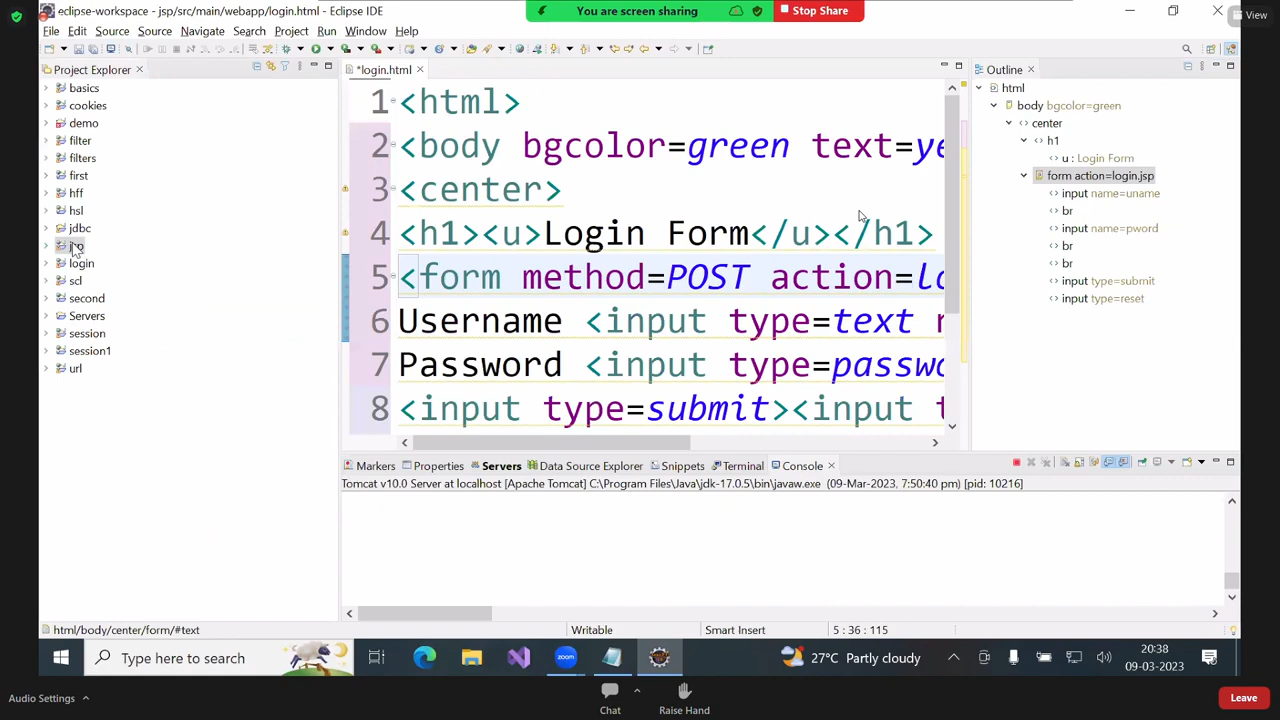 eclipse-workspace - jsp/src/main/webapp/login.html - Eclipse IDE
You are screen sharing
Stop Share
View
File Edit Source Source Navigate Search Project Run Window Help
Project Explorer
basics
cookies
demo
filter
filters
first
hff
hsl
jdbc
login
scl
second
Servers
session
session1
url
*login.html
1 <html>
2 <body bgcolor=green text=ye
3 <center>
4 <h1><u>Login Form</u></h1>
5 <form method=POST action=lo
6 Username <input type=text n
7 Password <input type=passwo
8 <input type=submit><input t
Outline
html
body bgcolor=green
center
h1
u : Login Form
form action=login.jsp
input name=uname
br
input name=pword
br
br
input type=submit
input type=reset
Markers Properties Servers Data Source Explorer Snippets Terminal Console
Tomcat v10.0 Server at localhost [Apache Tomcat] C:\Program Files\Java\jdk-17.0.5\bin\javaw.exe (09-Mar-2023, 7:50:40 pm) [pid: 10216]
html/body/center/form/#text Writable Smart Insert 5 : 36 : 115
Type here to search
27°C Partly cloudy
20:38
09-03-2023
Audio Settings
Chat
Raise Hand
Leave